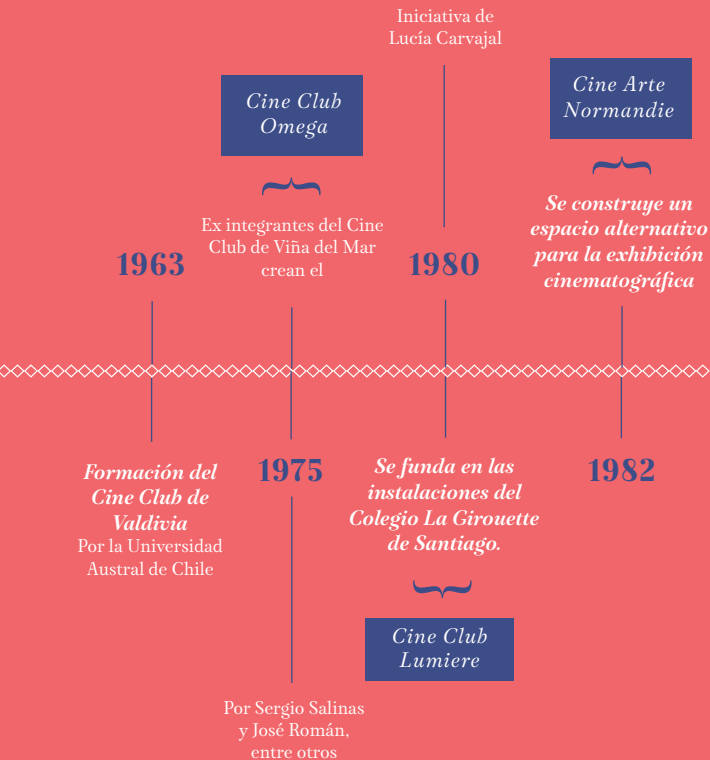 1963
Formación del
Cine Club de
Valdivia
Por la Universidad
Austral de Chile
Cine Club
Omega
Ex integrantes del Cine
Club de Viña del Mar
crean el
1975
Por Sergio Salinas
y José Román,
entre otros
Iniciativa de
Lucía Carvajal
1980
Se funda en las
instalaciones del
Colegio La Girouette
de Santiago.
Cine Club
Lumiere
Cine Arte
Normandie
Se construye un
espacio alternativo
para la exhibición
cinematográfica
1982